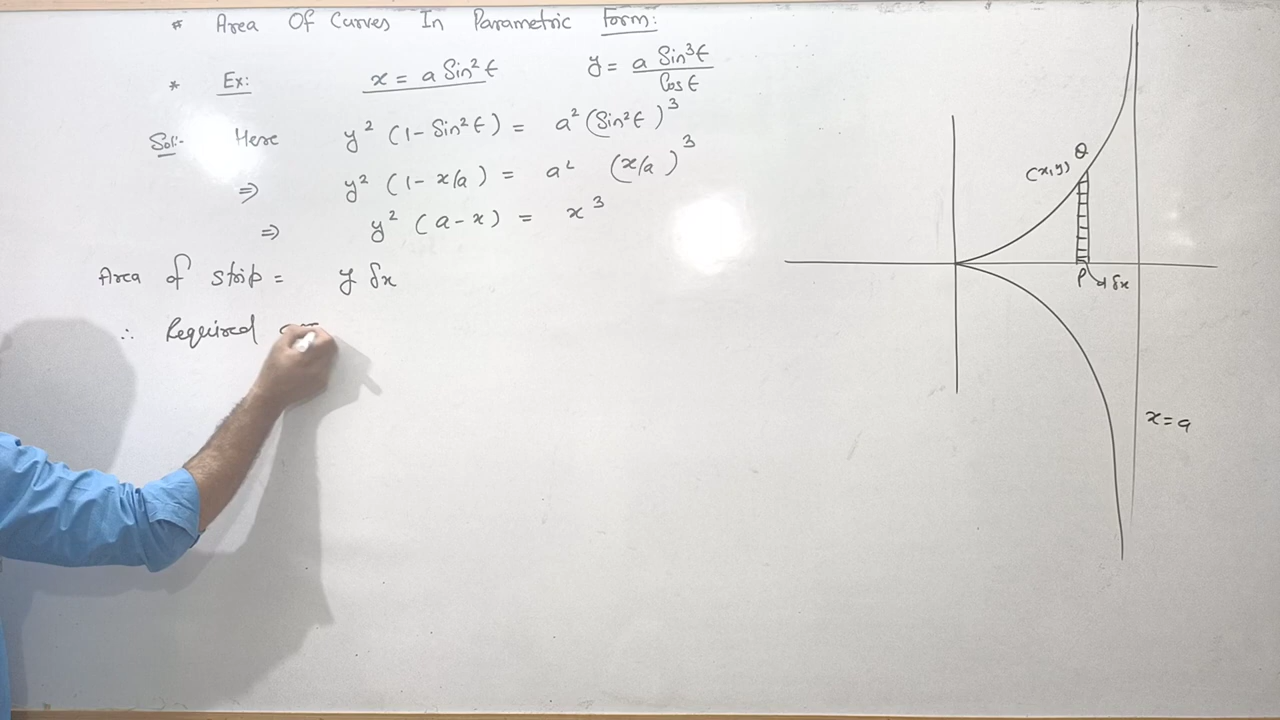 * Area Of Curves In Parametric Form:
* Ex: x = a Sin²t y = a Sin³t / Cos t
Sol:- Here y² (1 - Sin²t) = a² (Sin²t)³
⇒ y² (1 - x/a) = a² (x/a)³
⇒ y² (a - x) = x³
Area of strip = y δx
∴ Required
Q
(x,y)
P
δx
x = a